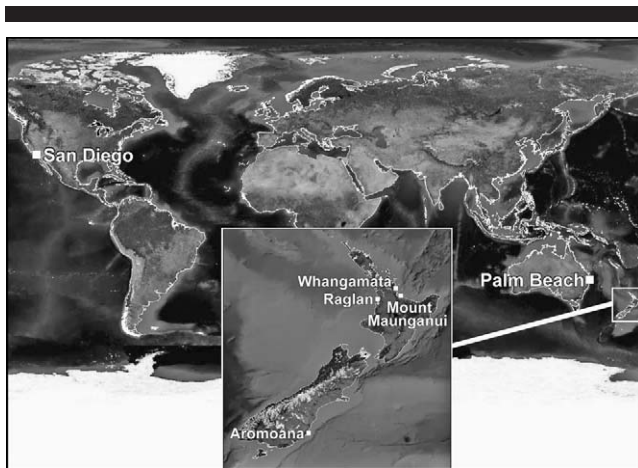 San Diego
Whangamata
Raglan
Mount
Maunganui
Palm Beach
Aromoana